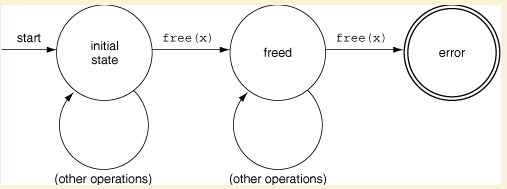 start
initial
state
free(x)
freed
free(x)
error
(other operations)
(other operations)